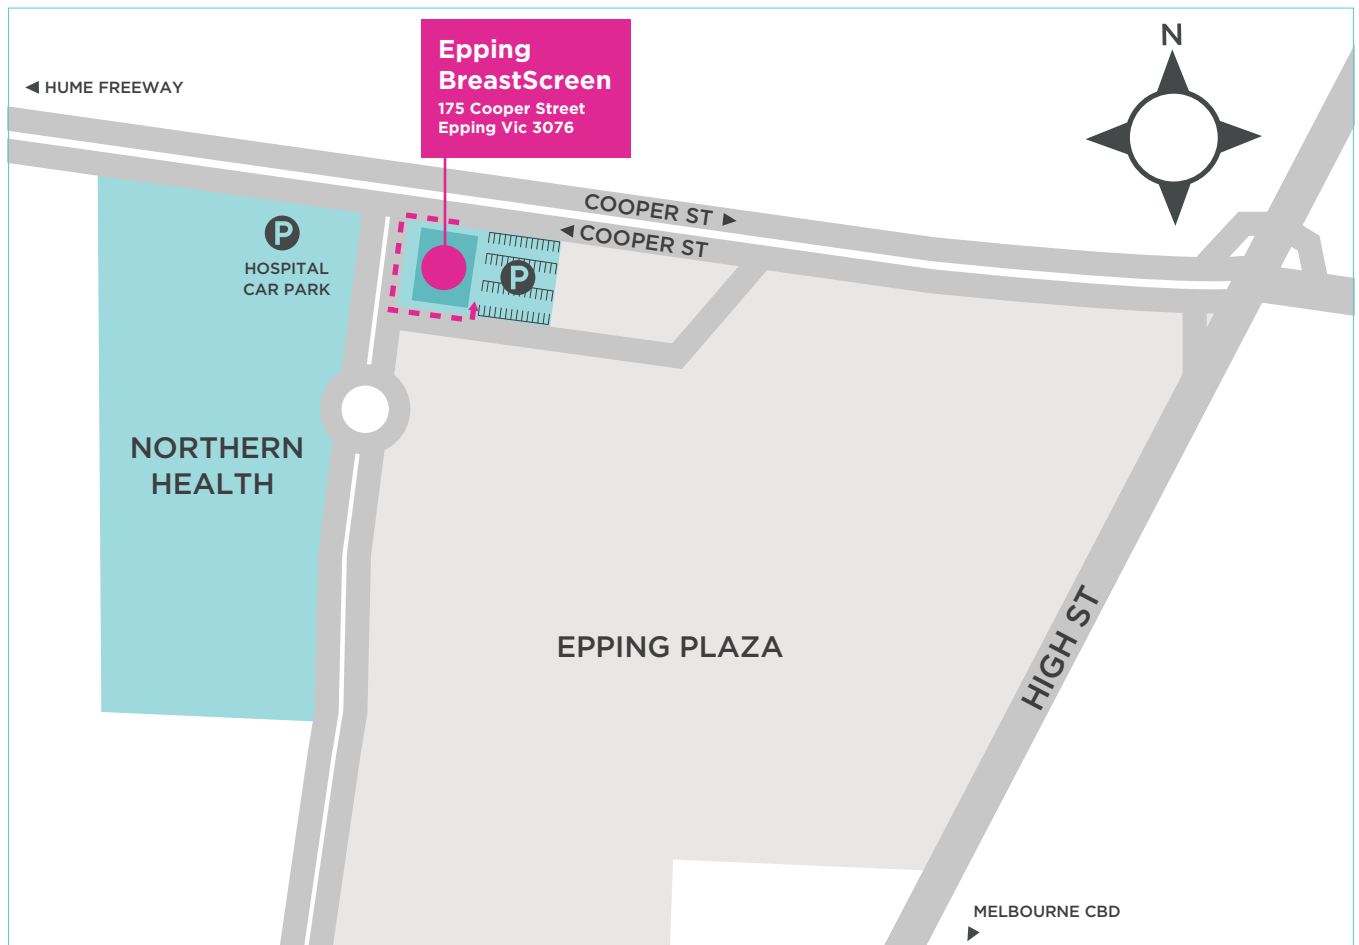 Epping
BreastScreen
175 Cooper Street
Epping Vic 3076
N
HUME FREEWAY
COOPER ST
COOPER ST
P
HOSPITAL
CAR PARK
P
NORTHERN
HEALTH
EPPING PLAZA
HIGH ST
MELBOURNE CBD